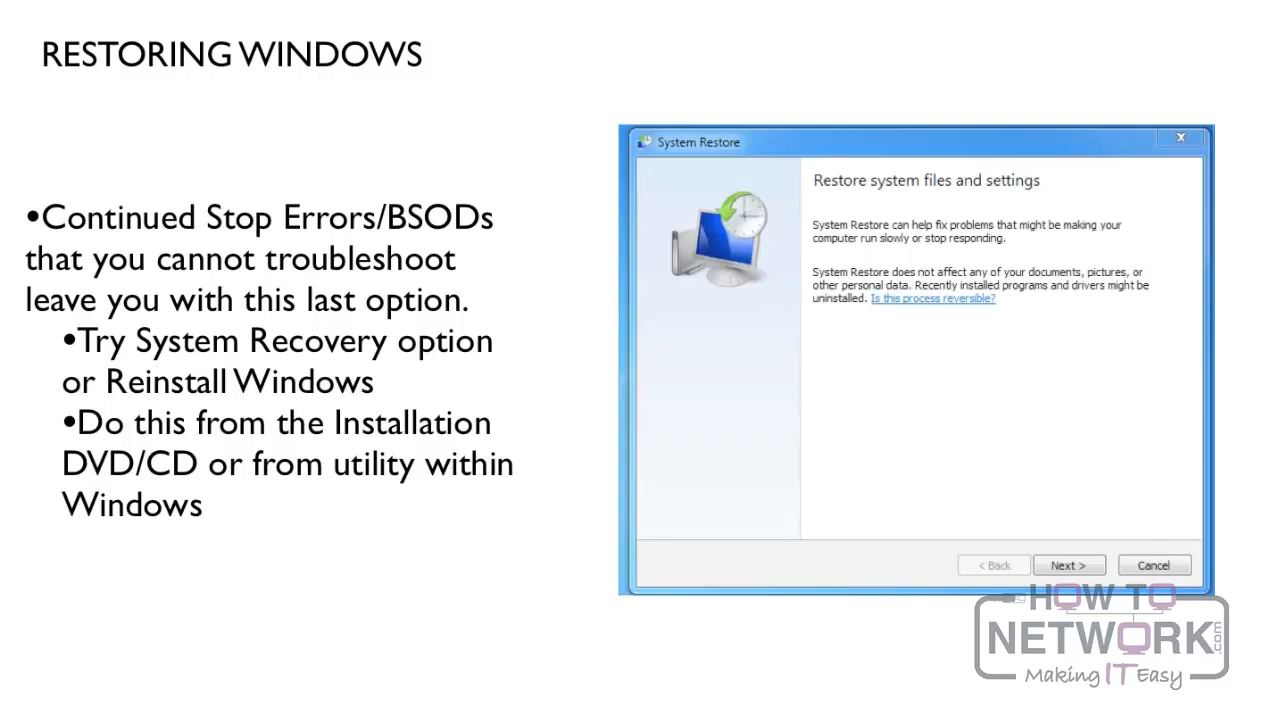 RESTORING WINDOWS
•Continued Stop Errors/BSODs
that you cannot troubleshoot
leave you with this last option.
•Try System Recovery option
or Reinstall Windows
•Do this from the Installation
DVD/CD or from utility within
Windows
System Restore
X
Restore system files and settings
System Restore can help fix problems that might be making your
computer run slowly or stop responding.
System Restore does not affect any of your documents, pictures, or
other personal data. Recently installed programs and drivers might be
uninstalled. Is this process reversible?
< Back Next > Cancel
HOW TO
NETWORK.com
Making IT Easy